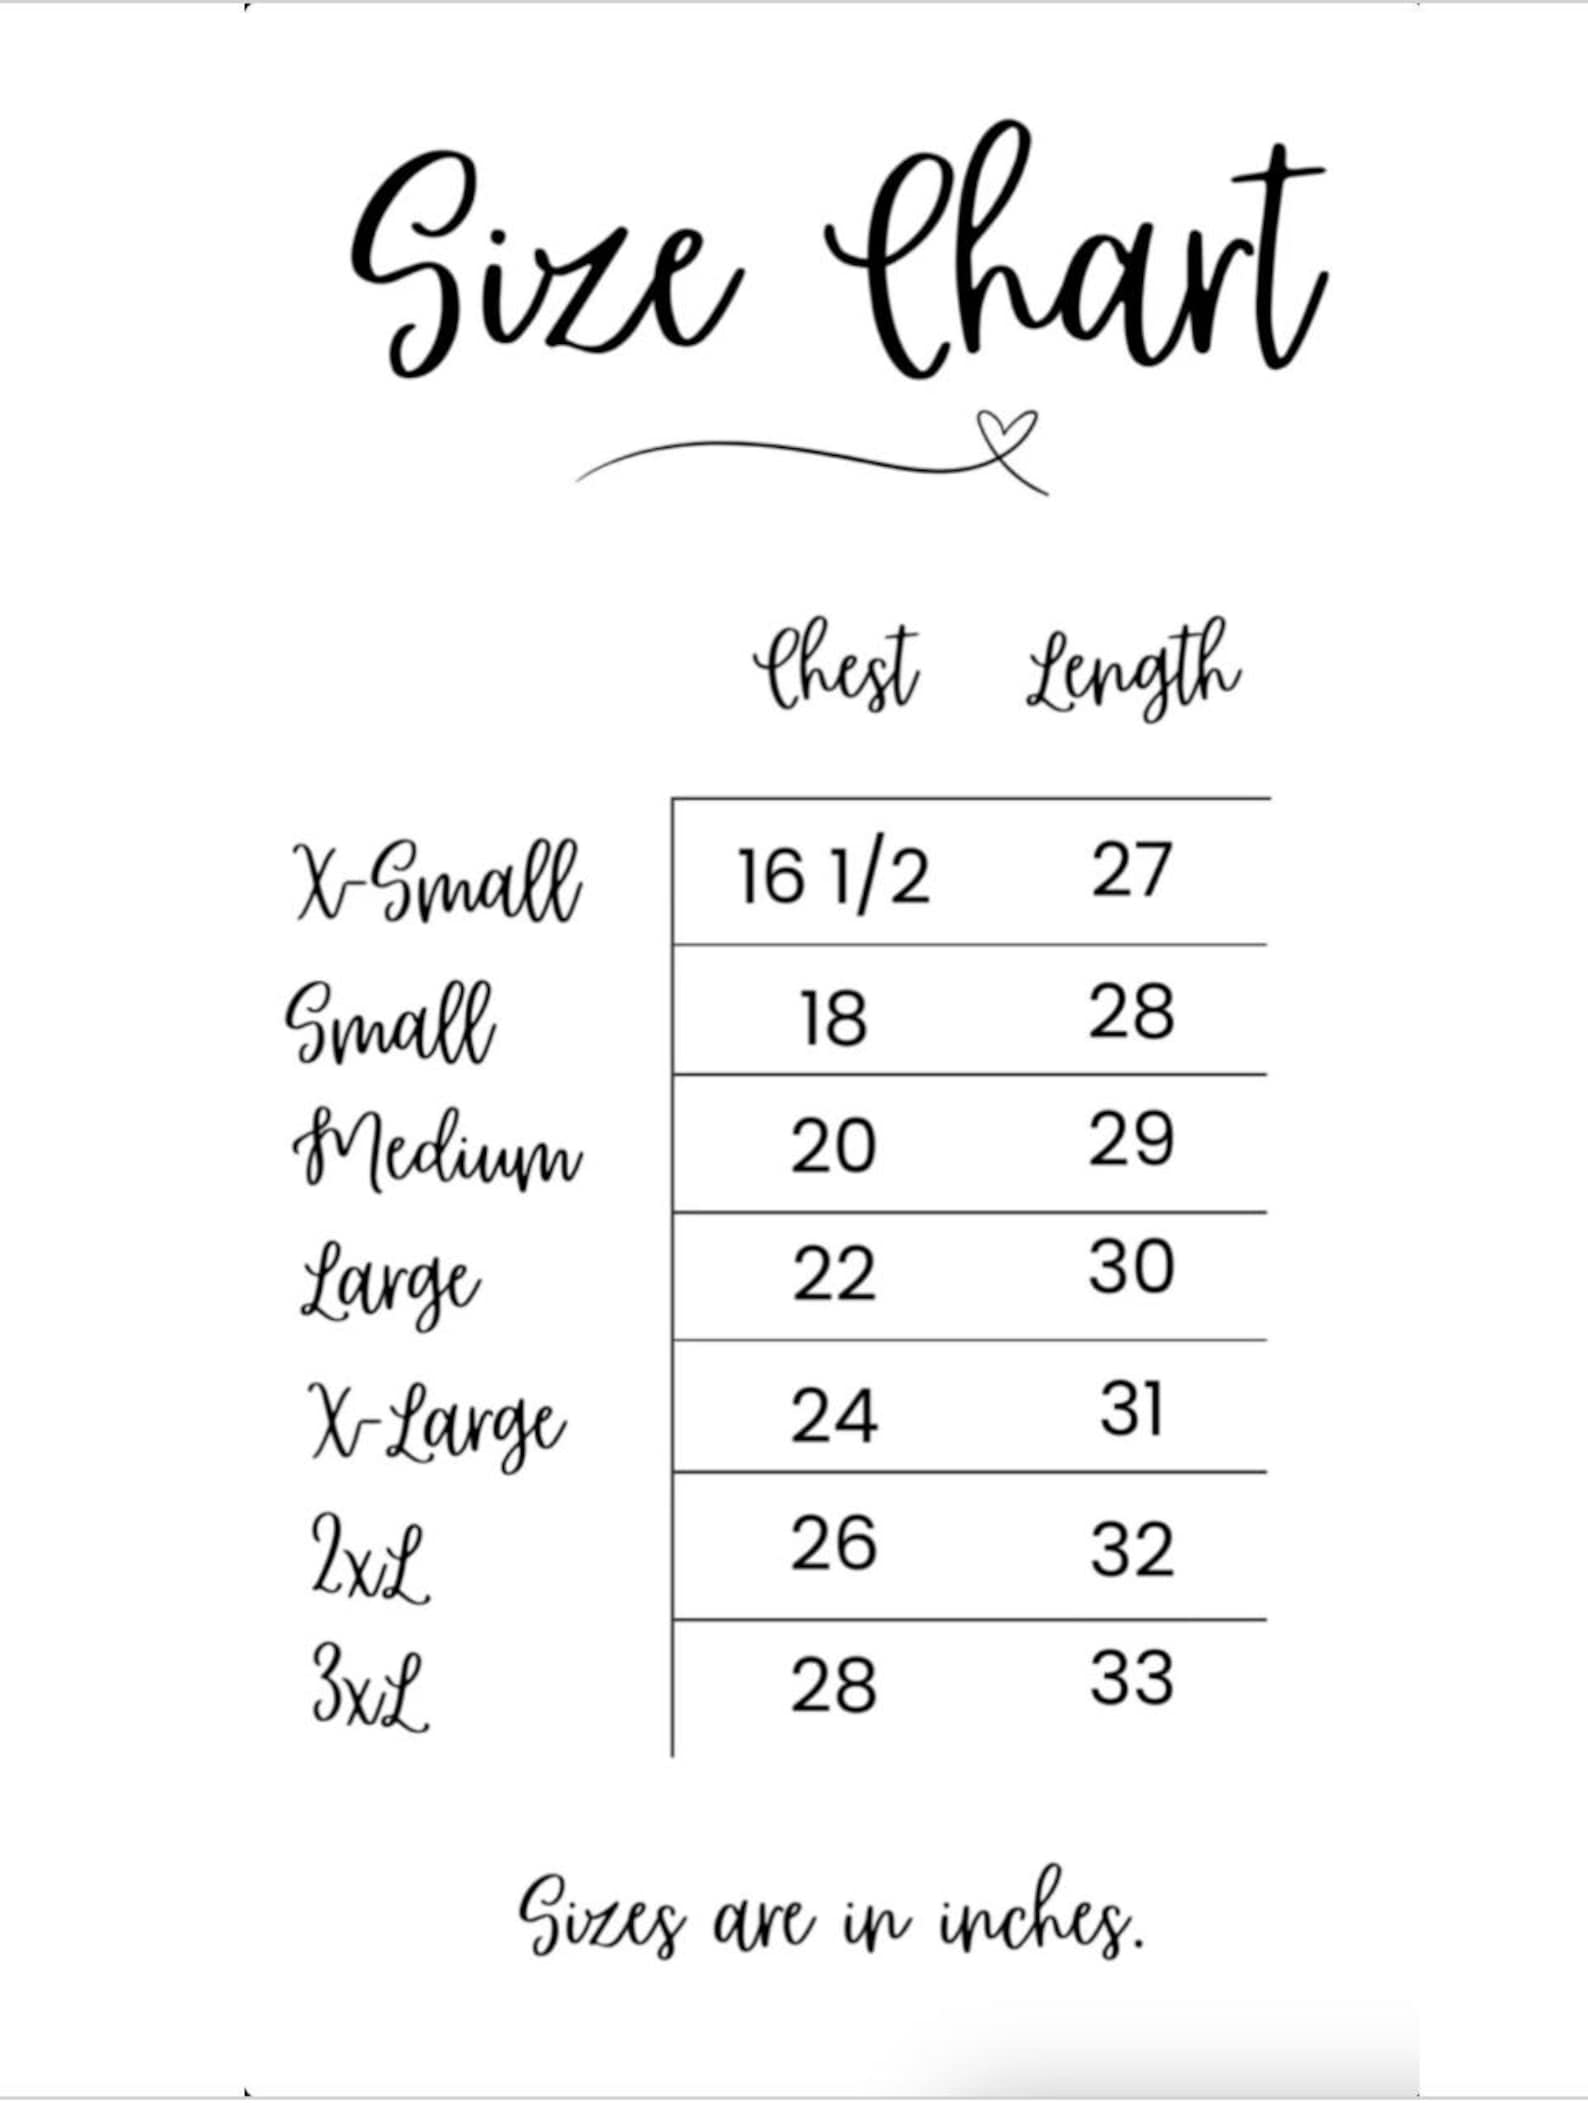 Size Chart
Chest Length
X-Small 16 1/2 27
Small 18 28
Medium 20 29
Large 22 30
X-Large 24 31
2xL 26 32
3xL 28 33
Sizes are in inches.